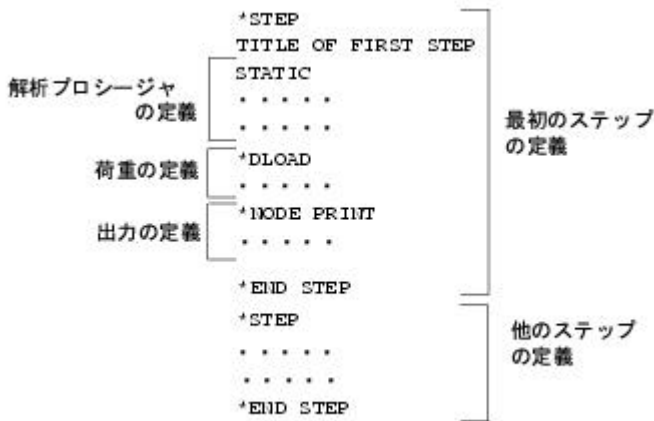 *STEP
TITLE OF FIRST STEP
STATIC
. . . . .
. . . . .
*DLOAD
. . . . .
*NODE PRINT
. . . . .
*END STEP
*STEP
. . . . .
. . . . .
*END STEP
解析プロシージャ
の定義
荷重の定義
出力の定義
最初のステップ
の定義
他のステップ
の定義